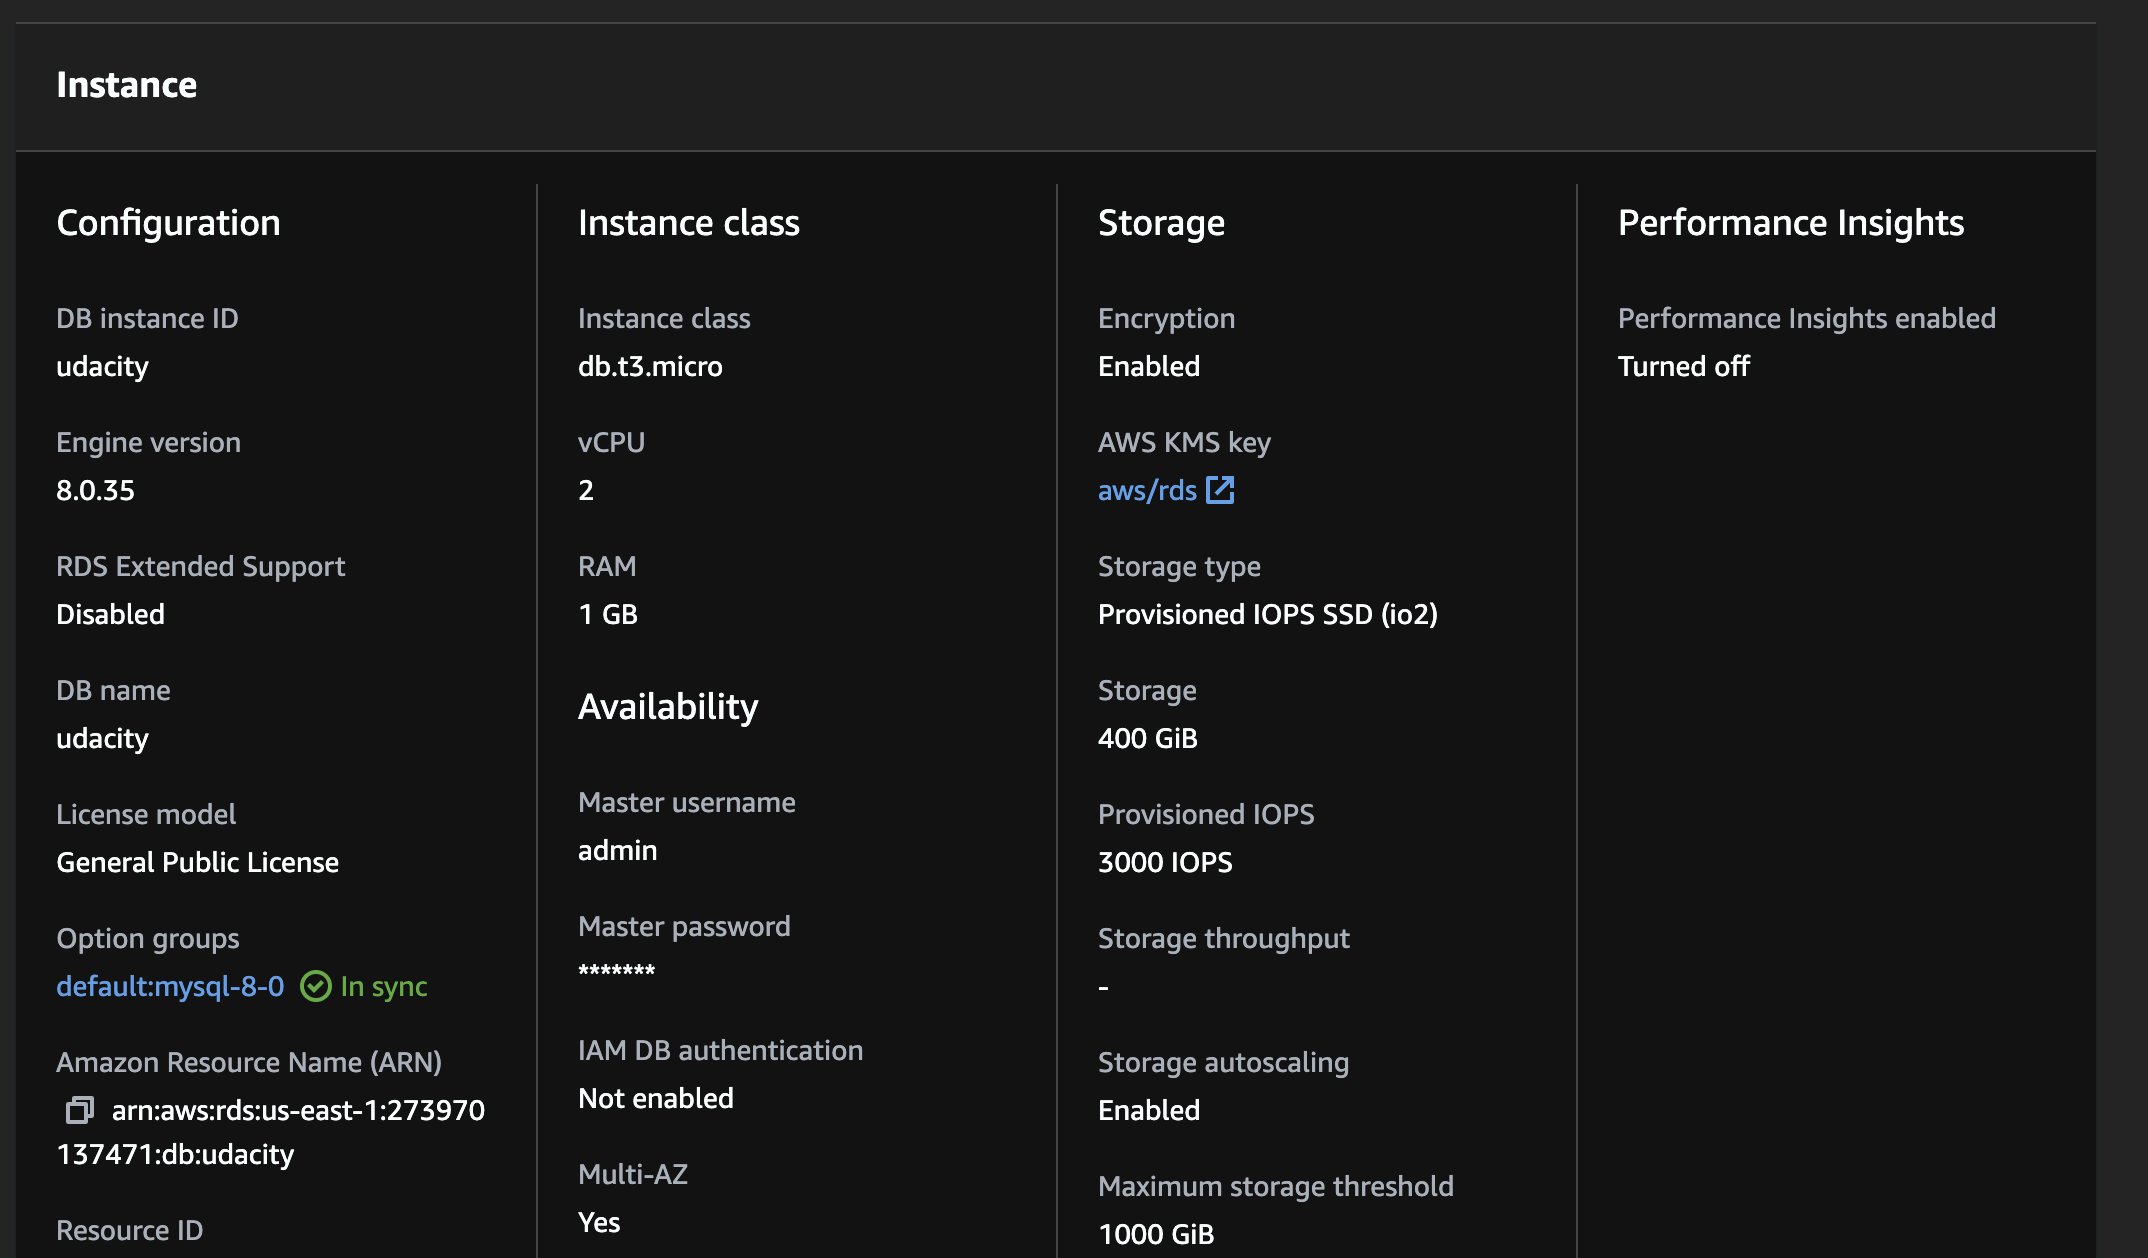 Instance
Configuration
DB instance ID
udacity
Engine version
8.0.35
RDS Extended Support
Disabled
DB name
udacity
License model
General Public License
Option groups
default:mysql-8-0 In sync
Amazon Resource Name (ARN)
arn:aws:rds:us-east-1:273970
137471:db:udacity
Resource ID
Instance class
Instance class
db.t3.micro
vCPU
2
RAM
1 GB
Availability
Master username
admin
Master password
*******
IAM DB authentication
Not enabled
Multi-AZ
Yes
Storage
Encryption
Enabled
AWS KMS key
aws/rds
Storage type
Provisioned IOPS SSD (io2)
Storage
400 GiB
Provisioned IOPS
3000 IOPS
Storage throughput
-
Storage autoscaling
Enabled
Maximum storage threshold
1000 GiB
Performance Insights
Performance Insights enabled
Turned off